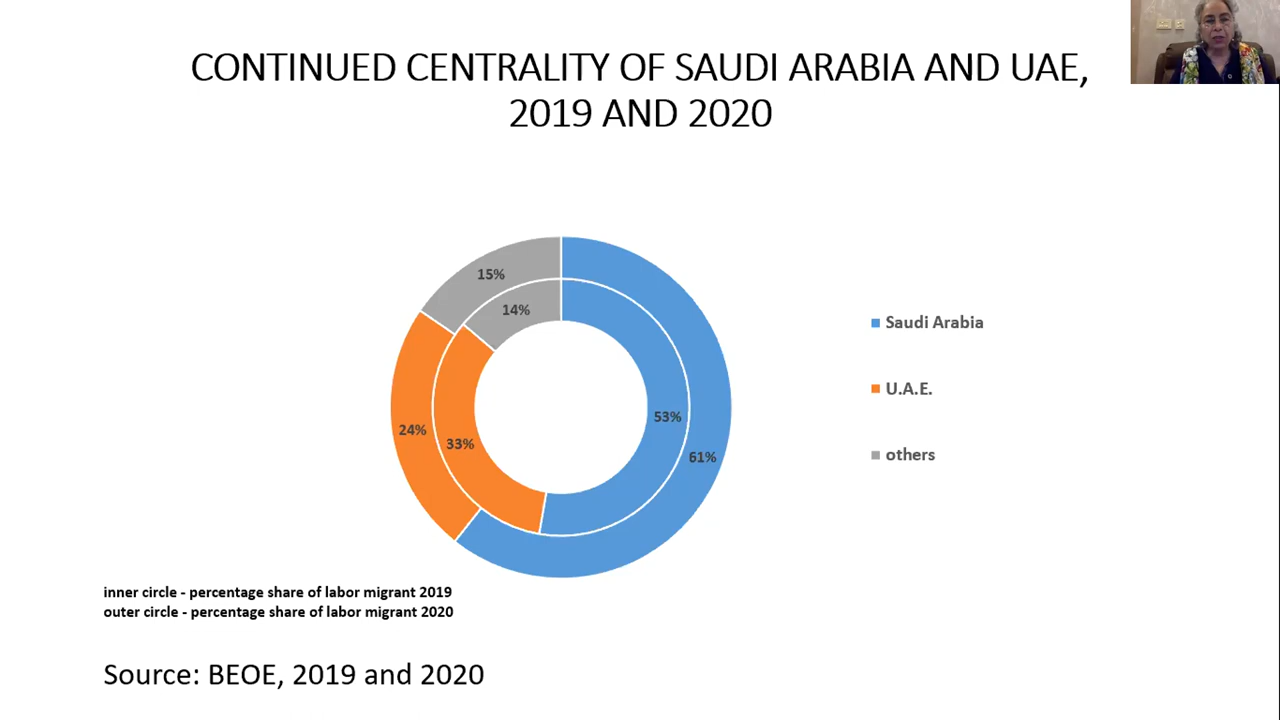 CONTINUED CENTRALITY OF SAUDI ARABIA AND UAE,
2019 AND 2020
15%
14%
53%
61%
24%
33%
Saudi Arabia
U.A.E.
others
inner circle - percentage share of labor migrant 2019
outer circle - percentage share of labor migrant 2020
Source: BEOE, 2019 and 2020